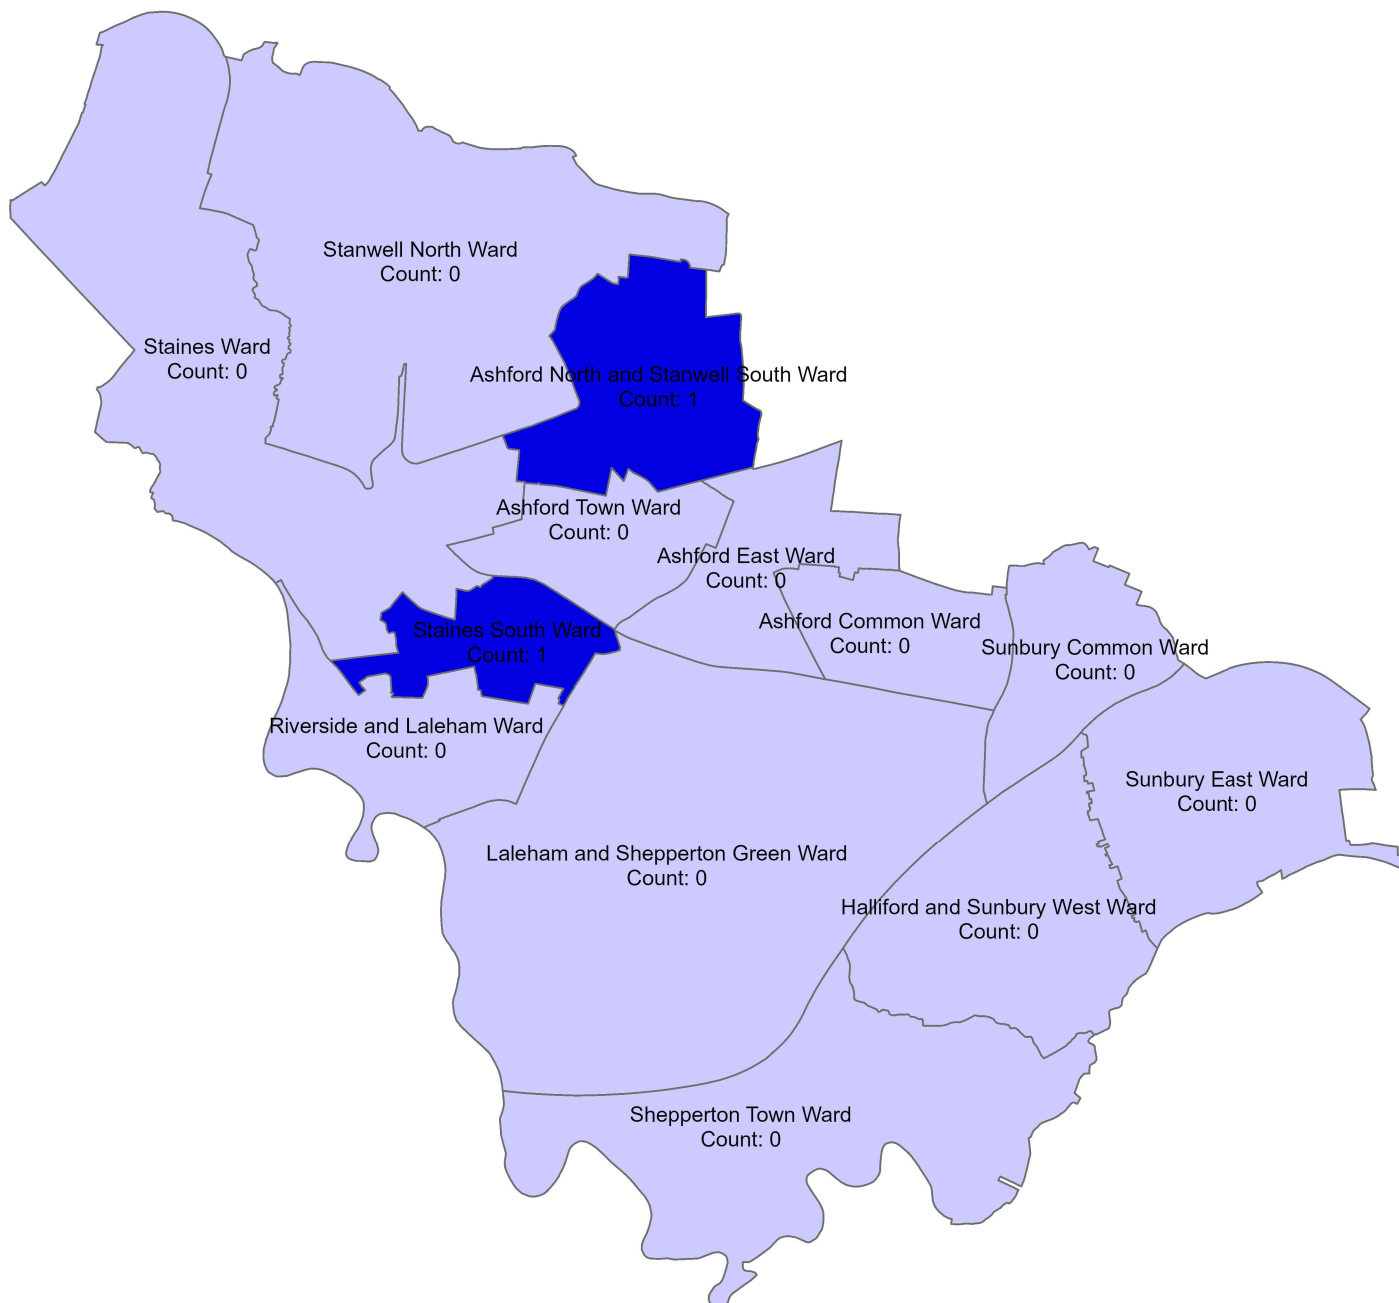 Stanwell North Ward
Count: 0
Staines Ward
Count: 0
Ashford North and Stanwell South Ward
Count: 1
Ashford Town Ward
Count: 0
Ashford East Ward
Count: 0
Ashford Common Ward
Count: 0
Staines South Ward
Count: 1
Sunbury Common Ward
Count: 0
Riverside and Laleham Ward
Count: 0
Sunbury East Ward
Count: 0
Laleham and Shepperton Green Ward
Count: 0
Halliford and Sunbury West Ward
Count: 0
Shepperton Town Ward
Count: 0